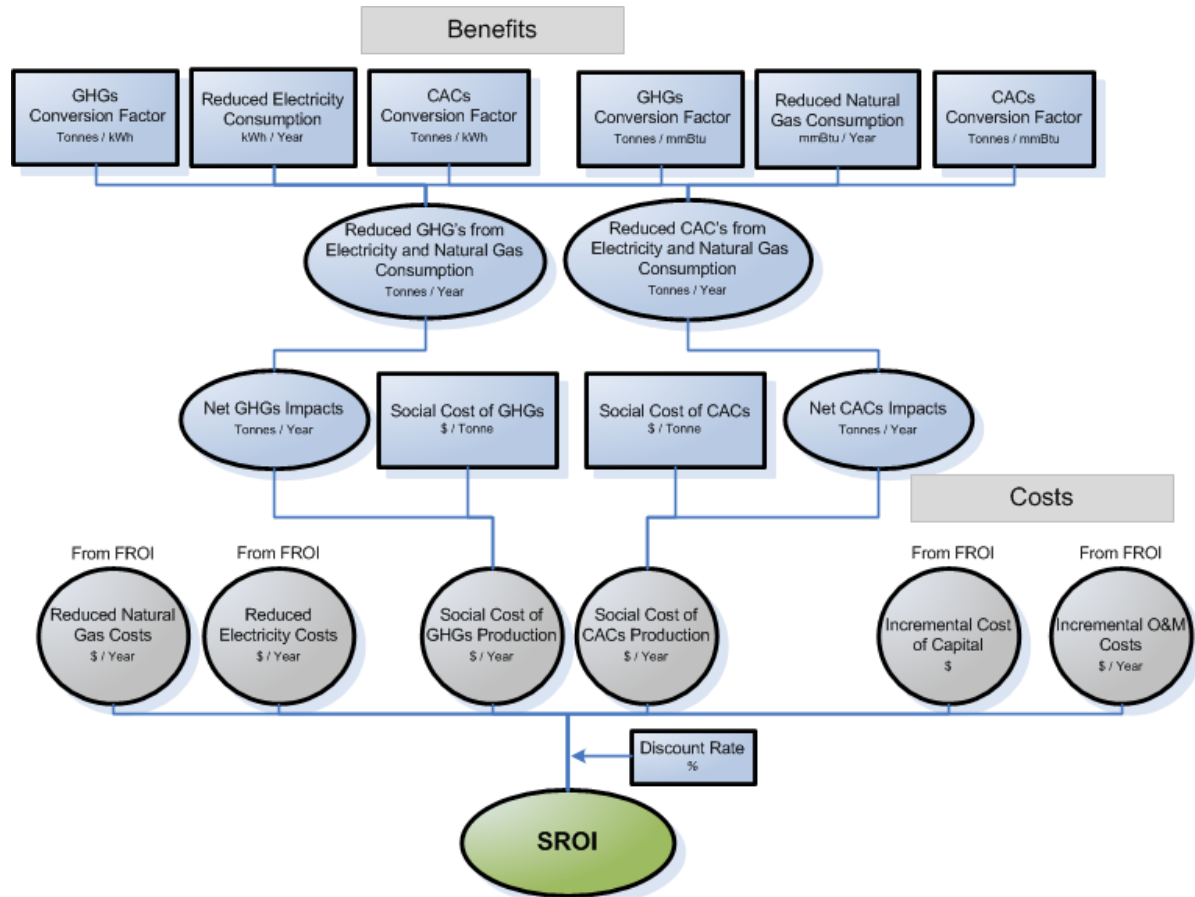 Benefits
GHGs
Conversion Factor
Tonnes / kWh
Reduced Electricity
Consumption
kWh / Year
CACs
Conversion Factor
Tonnes / kWh
GHGs
Conversion Factor
Tonnes / mmBtu
Reduced Natural
Gas Consumption
mmBtu / Year
CACs
Conversion Factor
Tonnes / mmBtu
Reduced GHG's from
Electricity and Natural Gas
Consumption
Tonnes / Year
Reduced CAC's from
Electricity and Natural Gas
Consumption
Tonnes / Year
Net GHGs Impacts
Tonnes / Year
Social Cost of GHGs
$ / Tonne
Social Cost of CACs
$ / Tonne
Net CACs Impacts
Tonnes / Year
Costs
From FROI
Reduced Natural
Gas Costs
$ / Year
From FROI
Reduced
Electricity Costs
$ / Year
Social Cost of
GHGs Production
$ / Year
Social Cost of
CACs Production
$ / Year
From FROI
Incremental Cost
of Capital
$
From FROI
Incremental O&M
Costs
$ / Year
Discount Rate
%
SROI